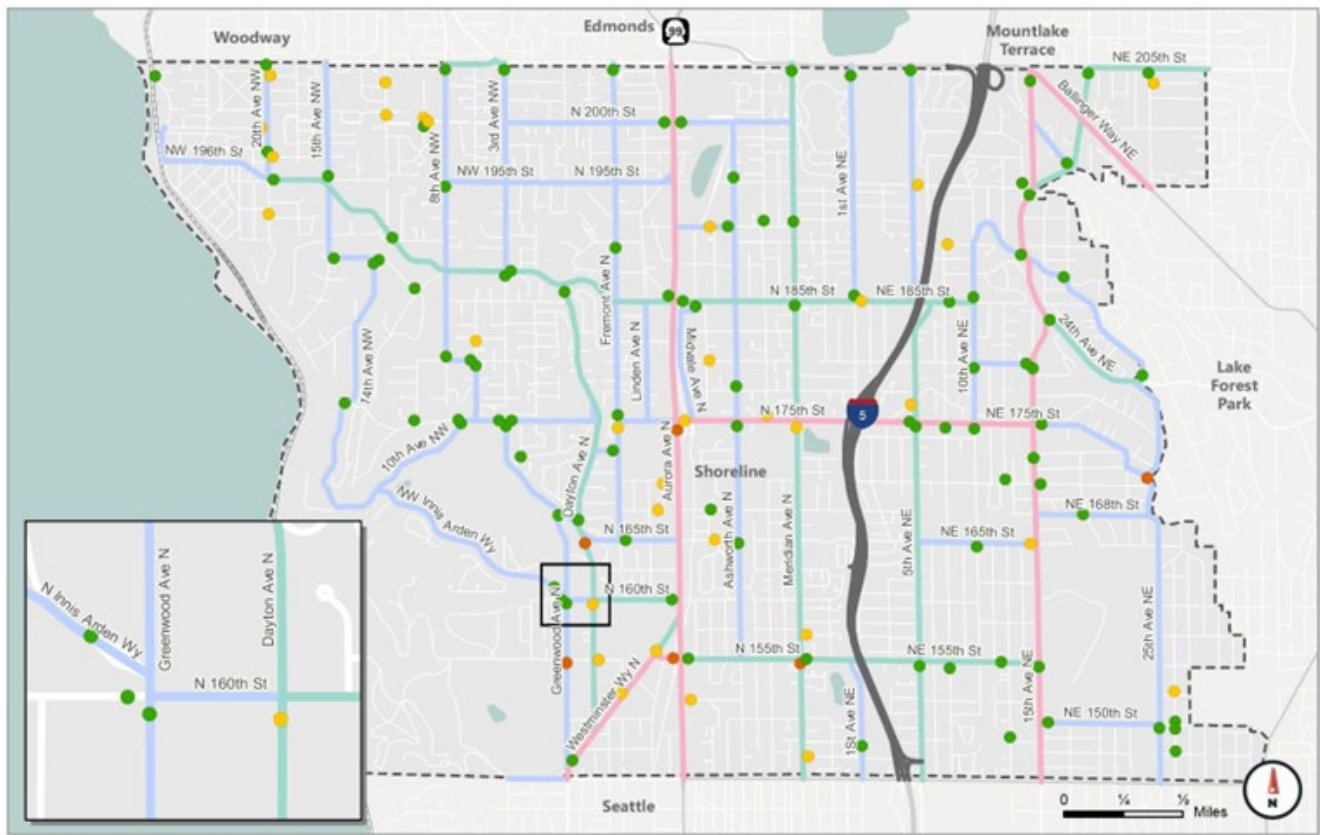 Woodway
Edmonds
99
Mountlake
Terrace
NE 205th St
Ballinger Way NE
20th Ave NW
15th Ave NW
8th Ave NW
3rd Ave NW
N 200th St
NW 196th St
NW 195th St
N 195th St
1st Ave NE
Fremont Ave N
Linden Ave N
Midvale Ave N
N 185th St
NE 185th St
10th Ave NE
24th Ave NE
Lake
Forest
Park
14th Ave NW
5
N 175th St
NE 175th St
10th Ave NW
Dayton Ave N
Aurora Ave N
Shoreline
NW Innis Arden Wy
N 165th St
Ashworth Ave N
Meridian Ave N
5th Ave NE
NE 168th St
NE 165th St
N 160th St
Greenwood Ave N
25th Ave NE
N 155th St
NE 155th St
Westminster Wy N
1St Ave NE
15th Ave NE
NE 150th St
N Innis Arden Wy
Greenwood Ave N
Dayton Ave N
N 160th St
Seattle
0 ¼ ½
Miles
N